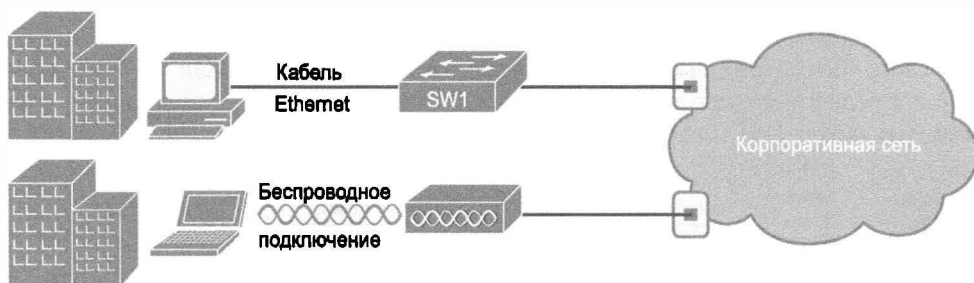 Кабель
Ethernet
SW1
Корпоративная сеть
Беспроводное
подключение